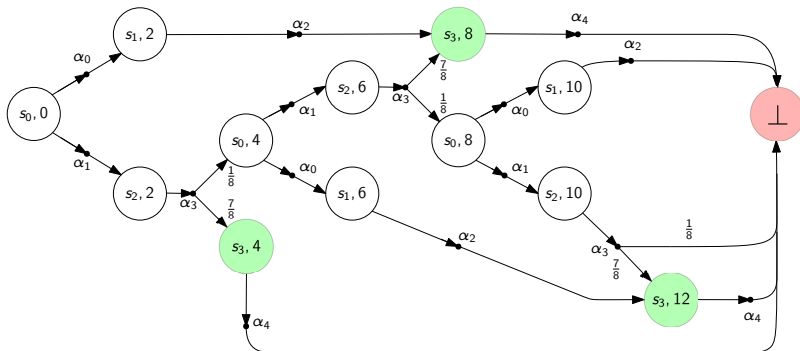 s₁, 2
α₂
s₃, 8
α₄
α₀
α₂
s₂, 6
7/8
s₁, 10
α₃
s₀, 0
α₁
1/8
α₀
⊥
s₀, 4
s₀, 8
α₁
α₀
α₁
1/8
s₂, 2
α₃
s₁, 6
s₂, 10
7/8
1/8
s₃, 4
α₂
α₃
7/8
s₃, 12
α₄
α₄